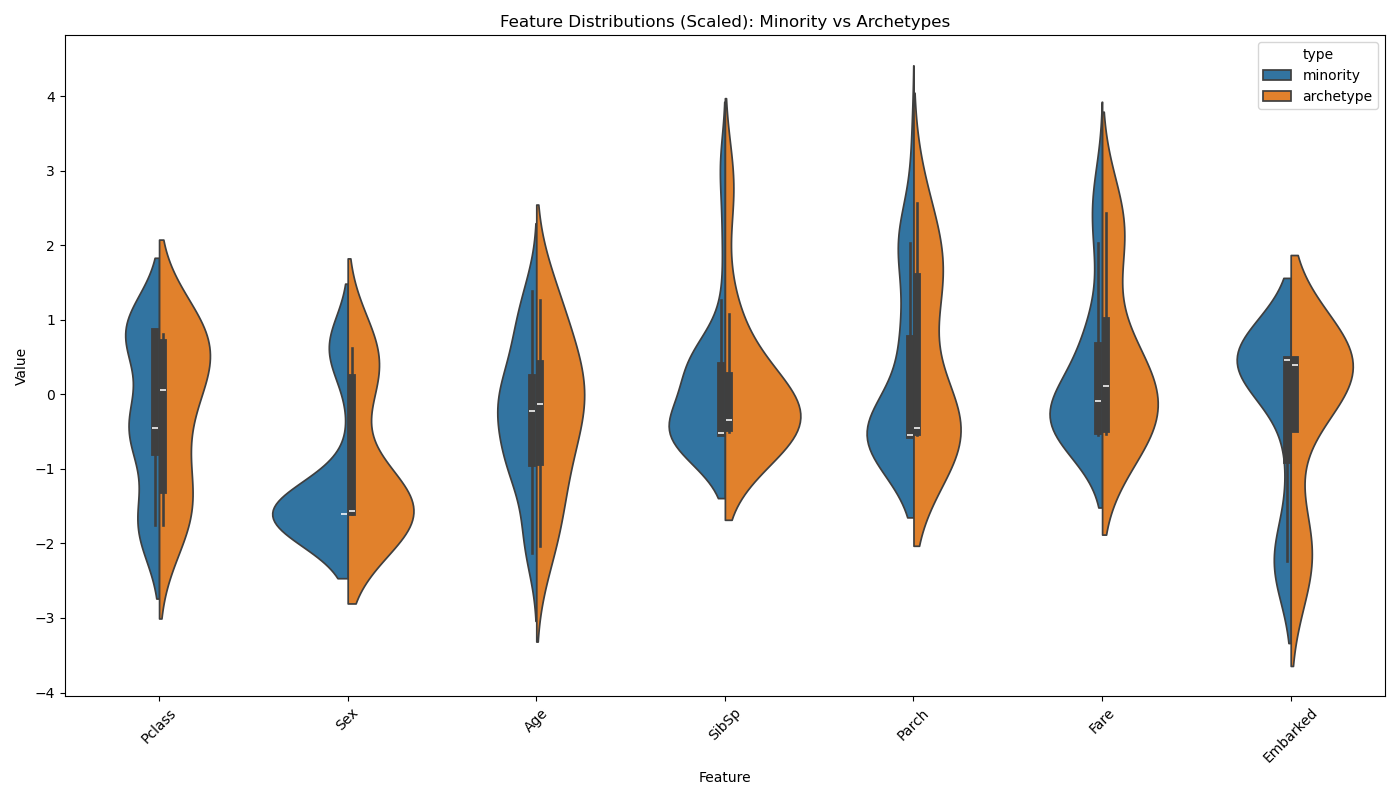 Feature Distributions (Scaled): Minority vs Archetypes
type
minority
archetype
Value
4
3
2
1
0
−1
−2
−3
−4
Pclass
Sex
Age
SibSp
Parch
Fare
Embarked
Feature